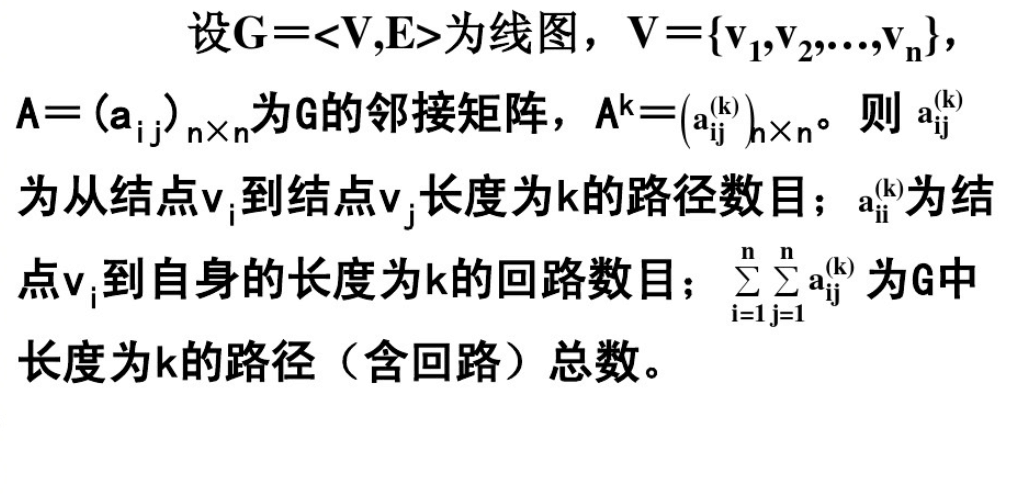 设G＝<V,E>为线图，V＝{v₁,v₂,…,vₙ}，
A＝(aᵢⱼ)ₙ×ₙ为G的邻接矩阵，Aᵏ＝(aᵢⱼ⁽ᵏ⁾)ₙ×ₙ。则 aᵢⱼ⁽ᵏ⁾
为从结点vᵢ到结点vⱼ长度为k的路径数目；aᵢᵢ⁽ᵏ⁾为结
点vᵢ到自身的长度为k的回路数目；∑ⁿᵢ₌₁ ∑ⁿⱼ₌₁ aᵢⱼ⁽ᵏ⁾ 为G中
长度为k的路径（含回路）总数。